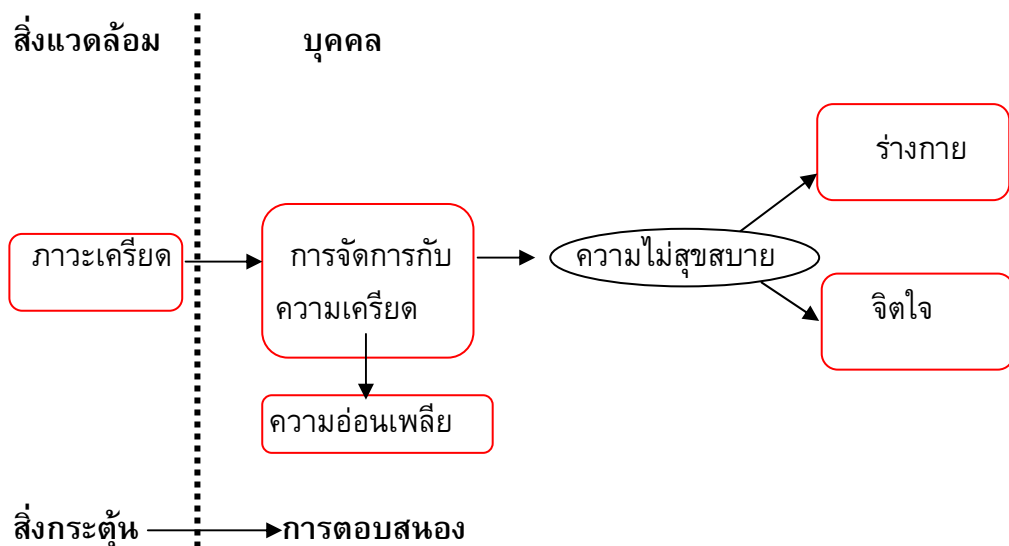 สิ่งแวดล้อม
บุคคล
ร่างกาย
ภาวะเครียด
การจัดการกับ
ความเครียด
ความไม่สุขสบาย
จิตใจ
ความอ่อนเพลีย
สิ่งกระตุ้น
การตอบสนอง